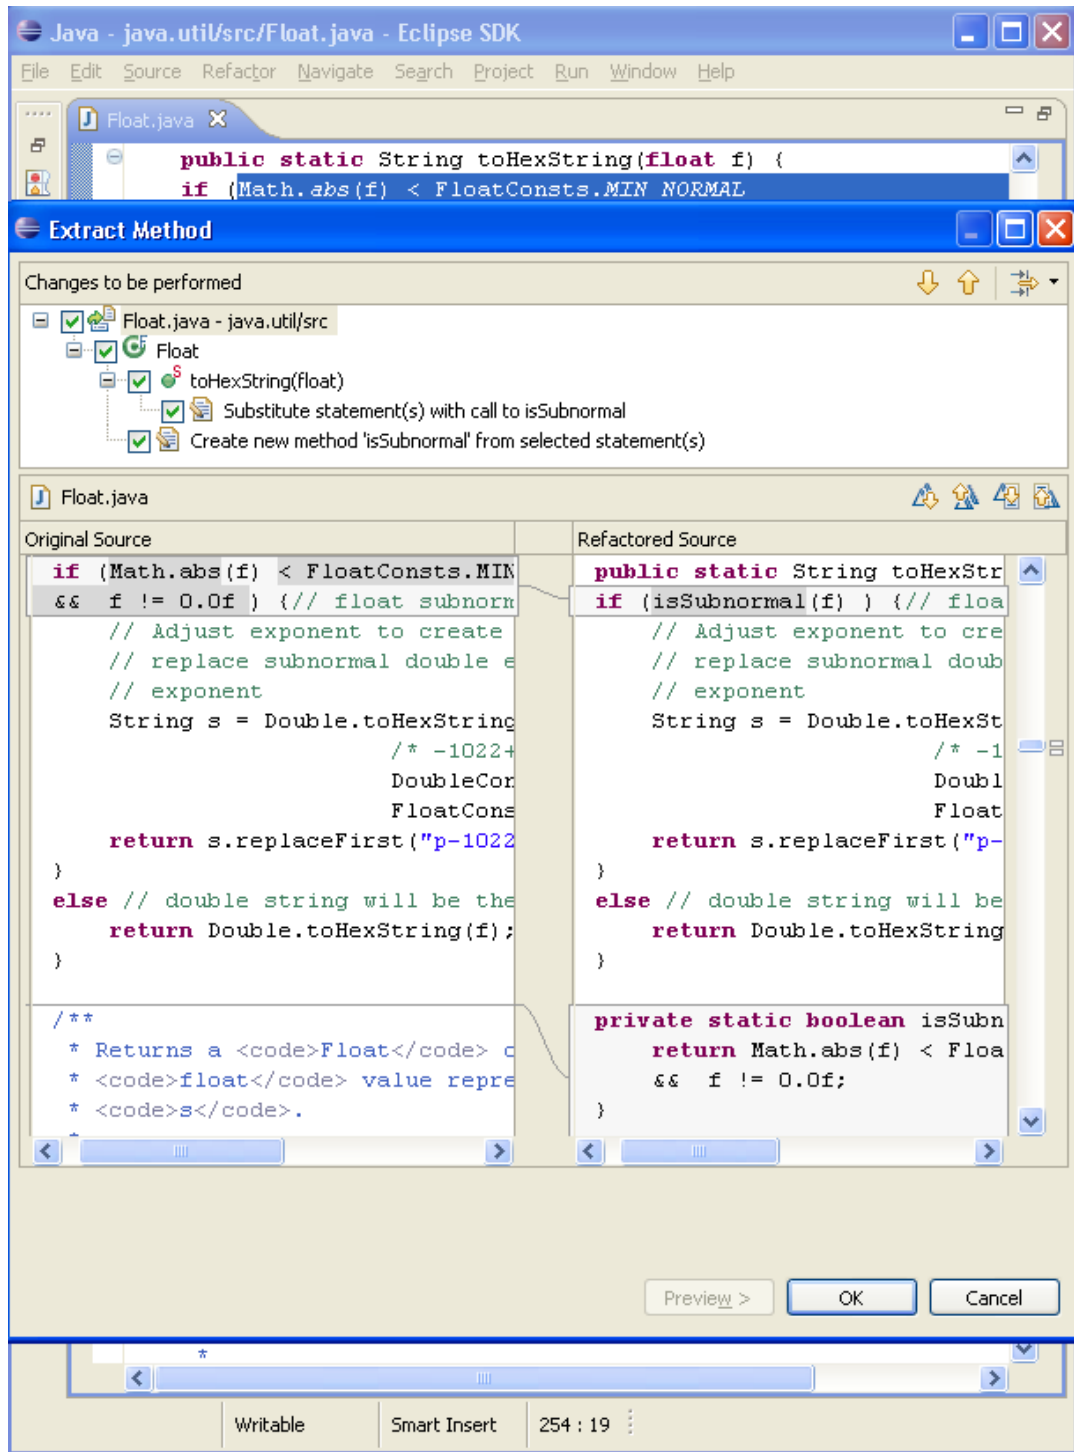 Java - java.util/src/Float.java - Eclipse SDK
File Edit Source Refactor Navigate Search Project Run Window Help
Float.java
public static String toHexString(float f) {
if (Math.abs(f) < FloatConsts.MIN_NORMAL
Extract Method
Changes to be performed
Float.java - java.util/src
Float
toHexString(float)
Substitute statement(s) with call to isSubnormal
Create new method 'isSubnormal' from selected statement(s)
Float.java
Original Source
if (Math.abs(f) < FloatConsts.MIN
&& f != 0.0f ) {// float subnorm
// Adjust exponent to create
// replace subnormal double e
// exponent
String s = Double.toHexString
/* -1022+
DoubleCon
FloatCons
return s.replaceFirst("p-1022
}
else // double string will be the
return Double.toHexString(f);
}
/**
* Returns a <code>Float</code> o
* <code>float</code> value repre
* <code>s</code>.
*
Refactored Source
public static String toHexStr
if (isSubnormal(f) ) {// floa
// Adjust exponent to cre
// replace subnormal doub
// exponent
String s = Double.toHexSt
/* -1
Doubl
Float
return s.replaceFirst("p-
}
else // double string will be
return Double.toHexString
}
private static boolean isSubn
return Math.abs(f) < Floa
&& f != 0.0f;
}
Preview > OK Cancel
*
Writable Smart Insert 254 : 19